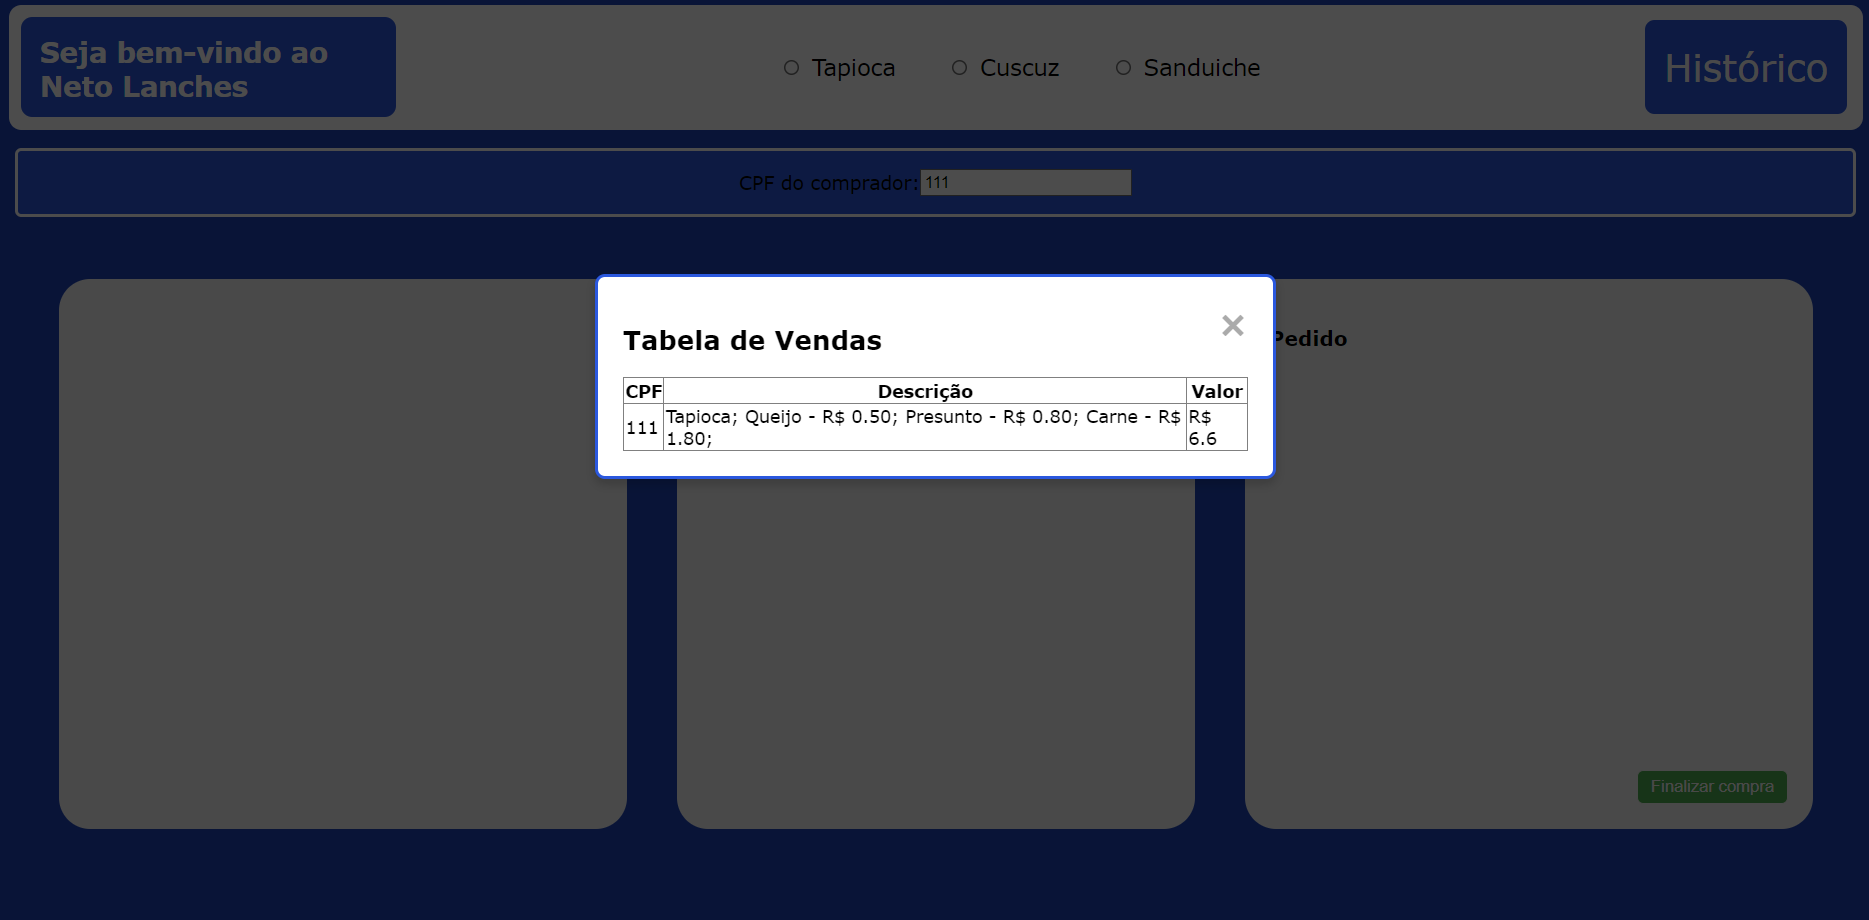 Seja bem-vindo ao
Neto Lanches
Tapioca Cuscuz Sanduiche
Histórico
CPF do comprador: 111
Tabela de Vendas
×
CPF Descrição Valor
111 Tapioca; Queijo - R$ 0.50; Presunto - R$ 0.80; Carne - R$ 1.80; R$ 6.6
Pedido
Finalizar compra